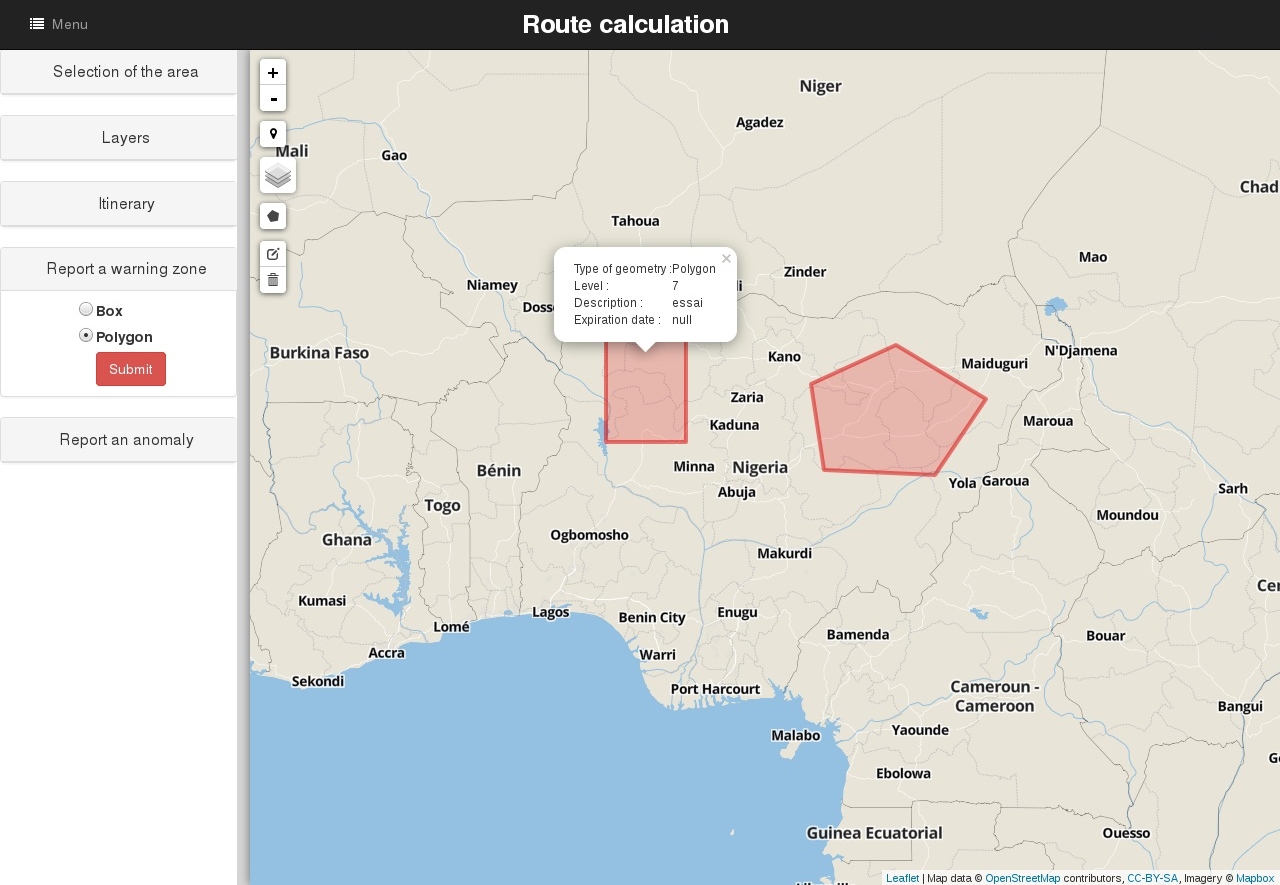 Menu
Route calculation
Selection of the area
Layers
Itinerary
Report a warning zone
Box
Polygon
Submit
Report an anomaly
+
-
Niger
Agadez
Mali
Gao
Chad
Tahoua
Type of geometry : Polygon
Level : 7
Description : essai
Expiration date : null
×
Mao
Zinder
Niamey
Burkina Faso
Kano
N'Djamena
Maiduguri
Zaria
Kaduna
Maroua
Minna
Nigeria
Bénin
Abuja
Yola
Garoua
Sarh
Togo
Moundou
Ghana
Ogbomosho
Makurdi
Kumasi
Lagos
Benin City
Enugu
Lomé
Bamenda
Bouar
Accra
Warri
Sekondi
Port Harcourt
Cameroun -
Cameroon
Bangui
Malabo
Yaounde
Ebolowa
Guinea Ecuatorial
Ouesso
Leaflet | Map data © OpenStreetMap contributors, CC-BY-SA, Imagery © Mapbox